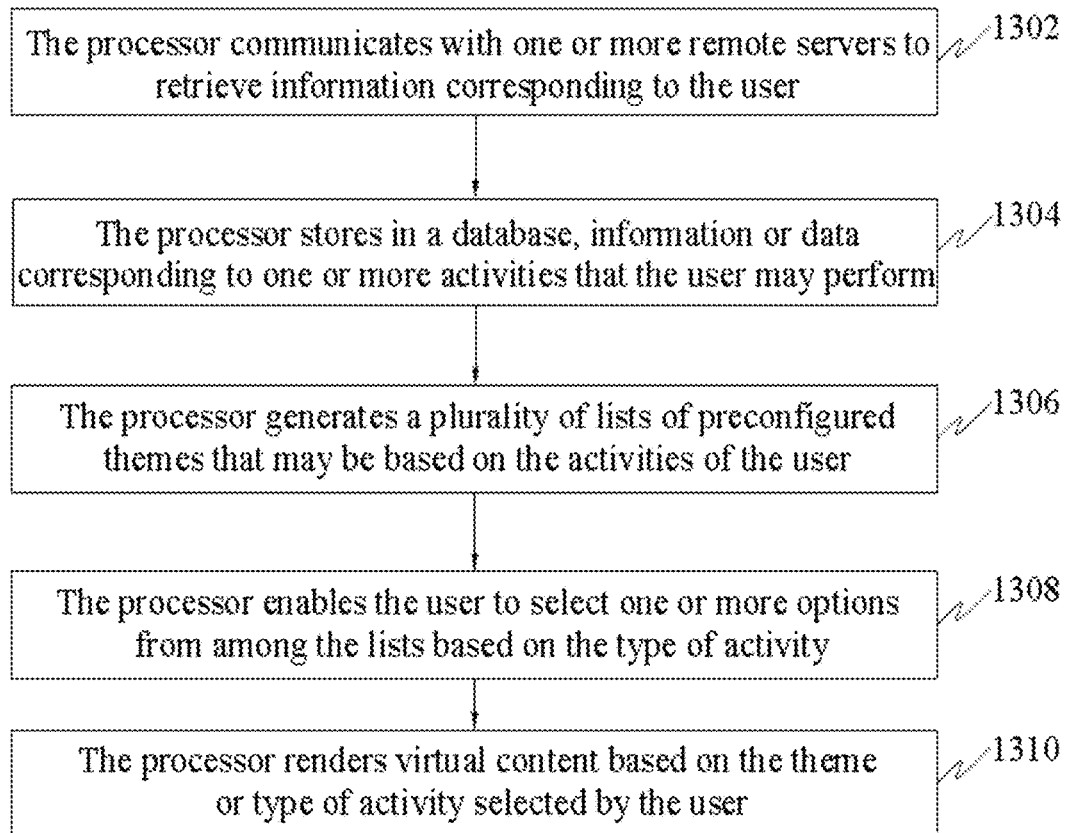 The processor communicates with one or more remote servers to
retrieve information corresponding to the user
1302
The processor stores in a database, information or data
corresponding to one or more activities that the user may perform
1304
The processor generates a plurality of lists of preconfigured
themes that may be based on the activities of the user
1306
The processor enables the user to select one or more options
from among the lists based on the type of activity
1308
The processor renders virtual content based on the theme
or type of activity selected by the user
1310